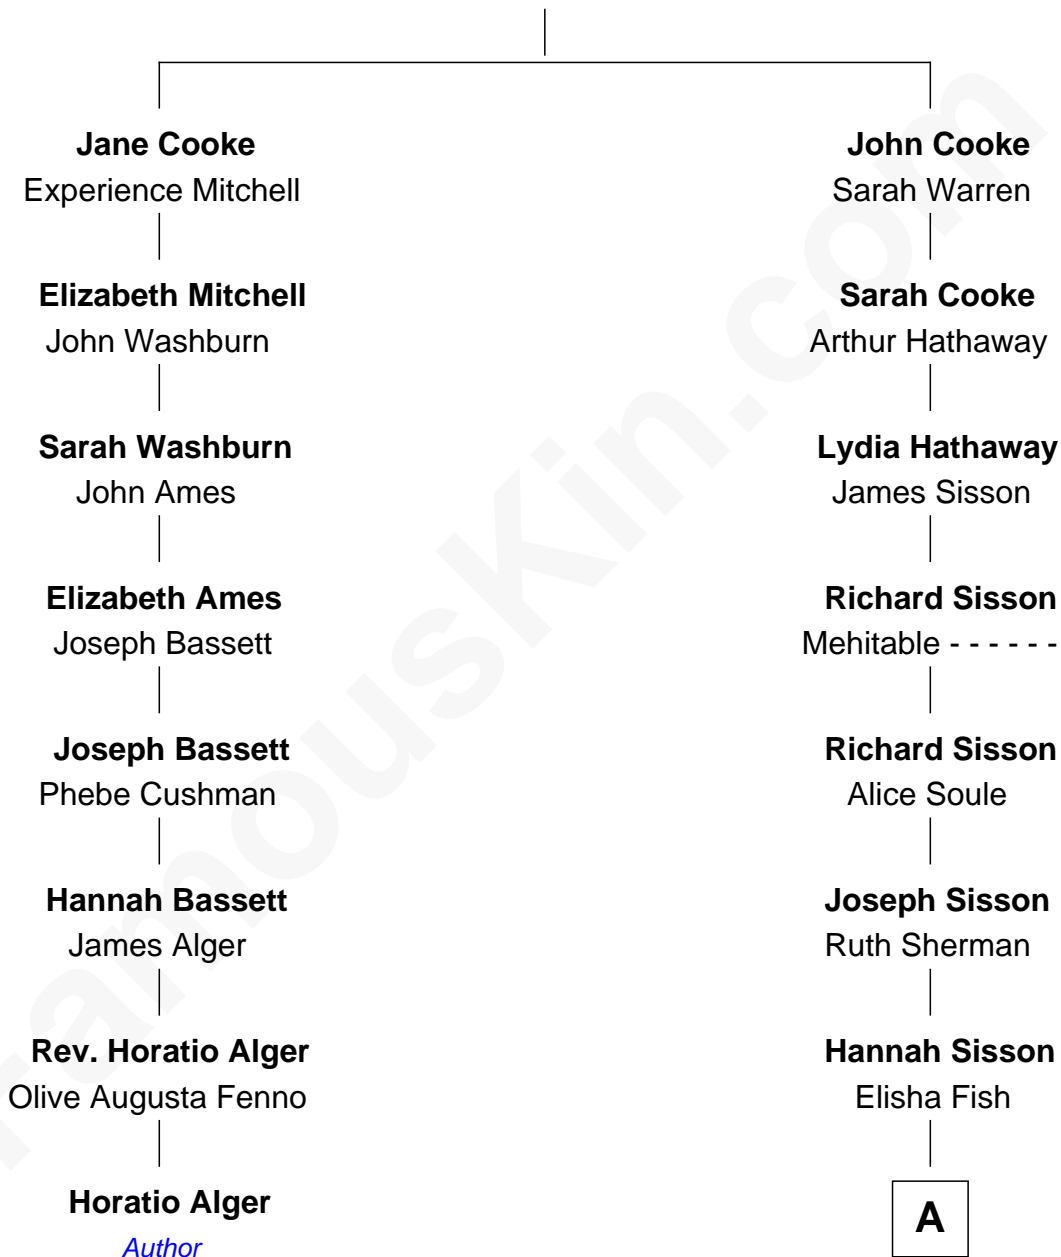 Jane Cooke
Experience Mitchell
Elizabeth Mitchell
John Washburn
Sarah Washburn
John Ames
Elizabeth Ames
Joseph Bassett
Joseph Bassett
Phebe Cushman
Hannah Bassett
James Alger
Rev. Horatio Alger
Olive Augusta Fenno
Horatio Alger
Author
John Cooke
Sarah Warren
Sarah Cooke
Arthur Hathaway
Lydia Hathaway
James Sisson
Richard Sisson
Mehitable - - - - - -
Richard Sisson
Alice Soule
Joseph Sisson
Ruth Sherman
Hannah Sisson
Elisha Fish
A
FamousKin.com